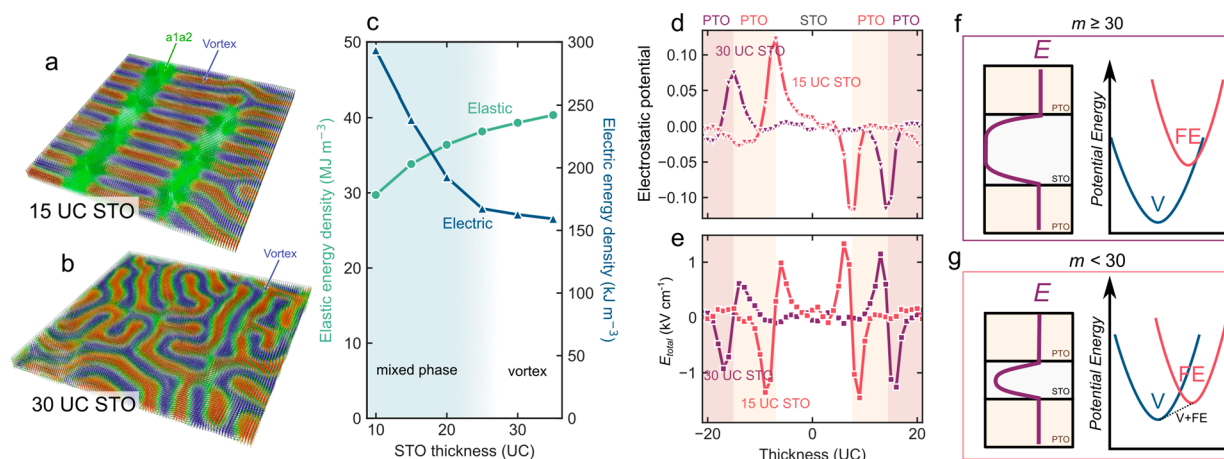 a
a1a2
Vortex
15 UC STO
b
Vortex
30 UC STO
c
Elastic energy density (MJ m⁻³)
50
40
30
20
10
0
Elastic
Electric
mixed phase
vortex
10
20
30
STO thickness (UC)
300
250
200
150
100
50
0
Electric energy density (kJ m⁻³)
d
PTO
PTO
STO
PTO
PTO
Electrostatic potential
0.10
0.05
0.00
−0.05
−0.10
30 UC STO
15 UC STO
e
E_total (kV cm⁻¹)
1
0
−1
30 UC STO
15 UC STO
−20
−10
0
10
20
Thickness (UC)
f
m ≥ 30
E
PTO
STO
PTO
Potential Energy
FE
V
g
m < 30
E
PTO
STO
PTO
Potential Energy
FE
V
V+FE